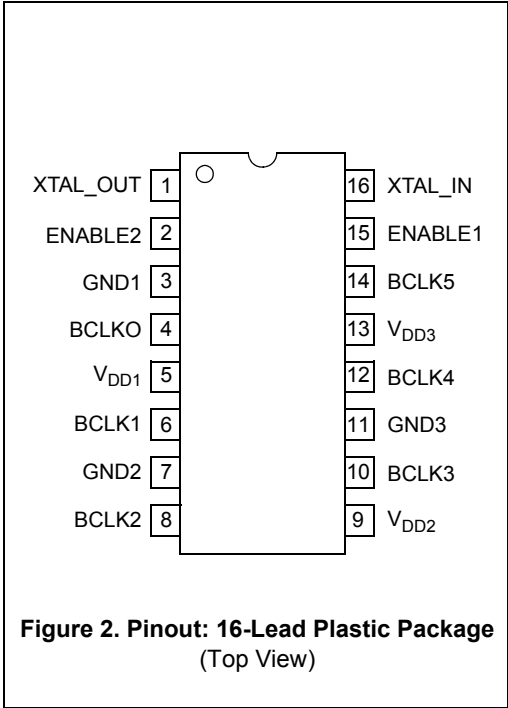 XTAL_OUT 1 16 XTAL_IN
ENABLE2 2 15 ENABLE1
GND1 3 14 BCLK5
BCLKO 4 13 VDD3
VDD1 5 12 BCLK4
BCLK1 6 11 GND3
GND2 7 10 BCLK3
BCLK2 8 9 VDD2
Figure 2. Pinout: 16-Lead Plastic Package
(Top View)